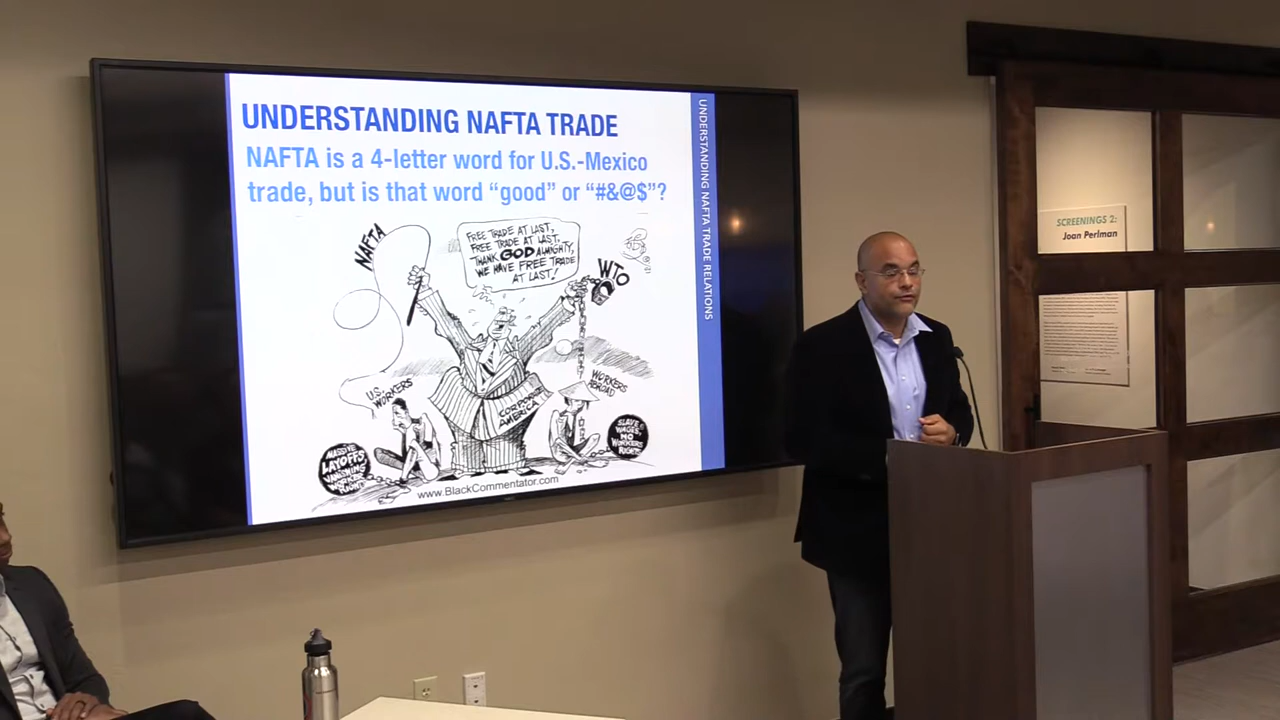 UNDERSTANDING NAFTA TRADE
NAFTA is a 4-letter word for U.S.-Mexico
trade, but is that word “good” or “#&@$”?
NAFTA
FREE TRADE AT LAST,
FREE TRADE AT LAST,
THANK GOD ALMIGHTY,
WE HAVE FREE TRADE
AT LAST!
WTO
U.S.
WORKERS
WORKERS
ABROAD
CORPORATE
AMERICA
MASSIVE
LAYOFFS
VANISHING
WORKER
RIGHTS
SLAVE
WAGES,
NO
WORKERS
RIGHTS
www.BlackCommentator.com
UNDERSTANDING NAFTA TRADE RELATIONS
SCREENINGS 2:
Joan Perlman